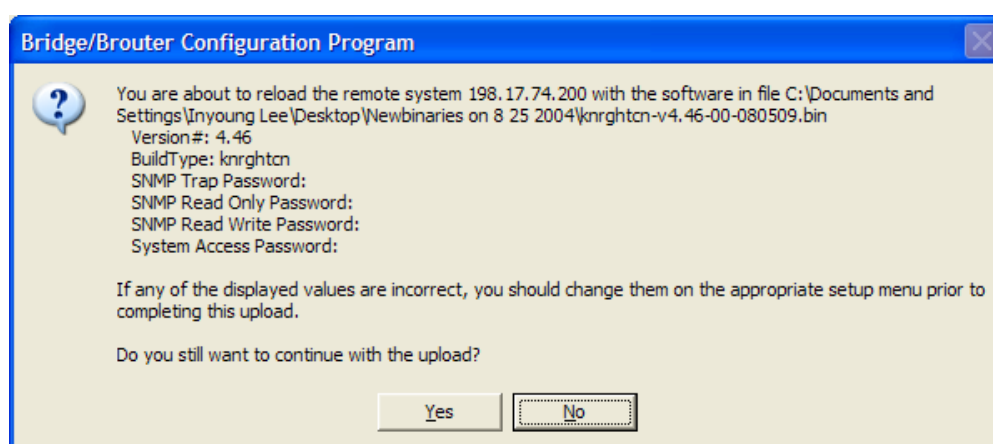 Bridge/Brouter Configuration Program
You are about to reload the remote system 198.17.74.200 with the software in file C:\Documents and
Settings\Inyoung Lee\Desktop\Newbinaries on 8 25 2004\knrghtcn-v4.46-00-080509.bin
Version#: 4.46
BuildType: knrghtcn
SNMP Trap Password:
SNMP Read Only Password:
SNMP Read Write Password:
System Access Password:
If any of the displayed values are incorrect, you should change them on the appropriate setup menu prior to
completing this upload.
Do you still want to continue with the upload?
Yes
No